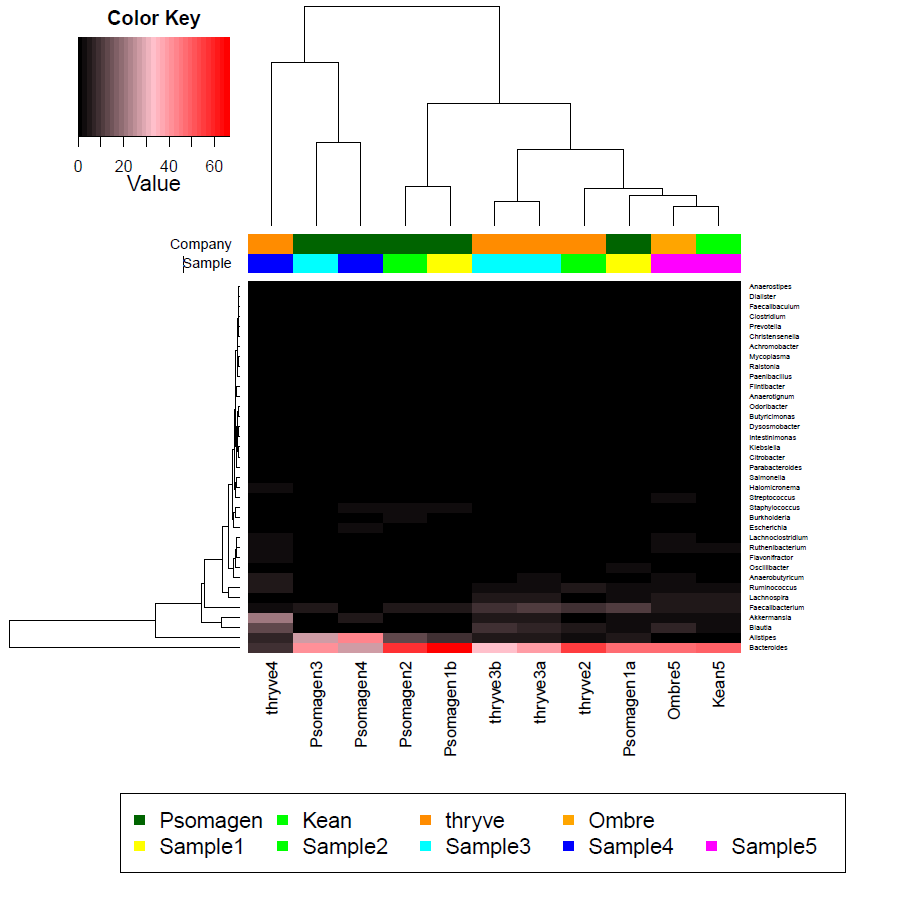 Color Key
0 20 40 60
Value
Company
Sample
Anaerostipes
Dialister
Faecalibaculum
Clostridium
Prevotella
Christensenella
Achromobacter
Mycoplasma
Ralstonia
Paenibacillus
Flintibacter
Anaerotignum
Odoribacter
Butyricimonas
Dysosmobacter
Intestinimonas
Klebsiella
Citrobacter
Parabacteroides
Salmonella
Halomicronema
Streptococcus
Staphylococcus
Burkholderia
Escherichia
Lachnoclostridium
Ruthenibacterium
Flavonifractor
Oscillibacter
Anaerobutyricum
Ruminococcus
Lachnospira
Faecalibacterium
Akkermansia
Blautia
Alistipes
Bacteroides
thryve4
Psomagen3
Psomagen4
Psomagen2
Psomagen1b
thryve3b
thryve3a
thryve2
Psomagen1a
Ombre5
Kean5
Psomagen Kean thryve Ombre
Sample1 Sample2 Sample3 Sample4 Sample5